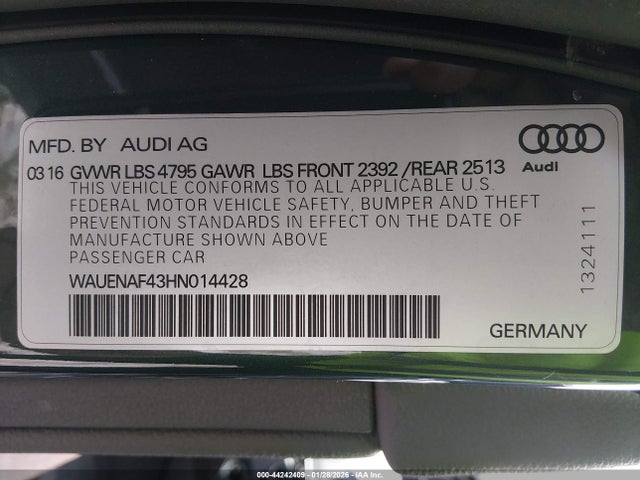 MFD. BY AUDI AG
Audi
03 16 GVWR LBS 4795 GAWR LBS FRONT 2392 /REAR 2513
THIS VEHICLE CONFORMS TO ALL APPLICABLE U.S.
FEDERAL MOTOR VEHICLE SAFETY, BUMPER AND THEFT
PREVENTION STANDARDS IN EFFECT ON THE DATE OF
MANUFACTURE SHOWN ABOVE
PASSENGER CAR
WAUENAF43HN014428
1324111
GERMANY
000-44242409 - 01/28/2026 - IAAI, Inc.